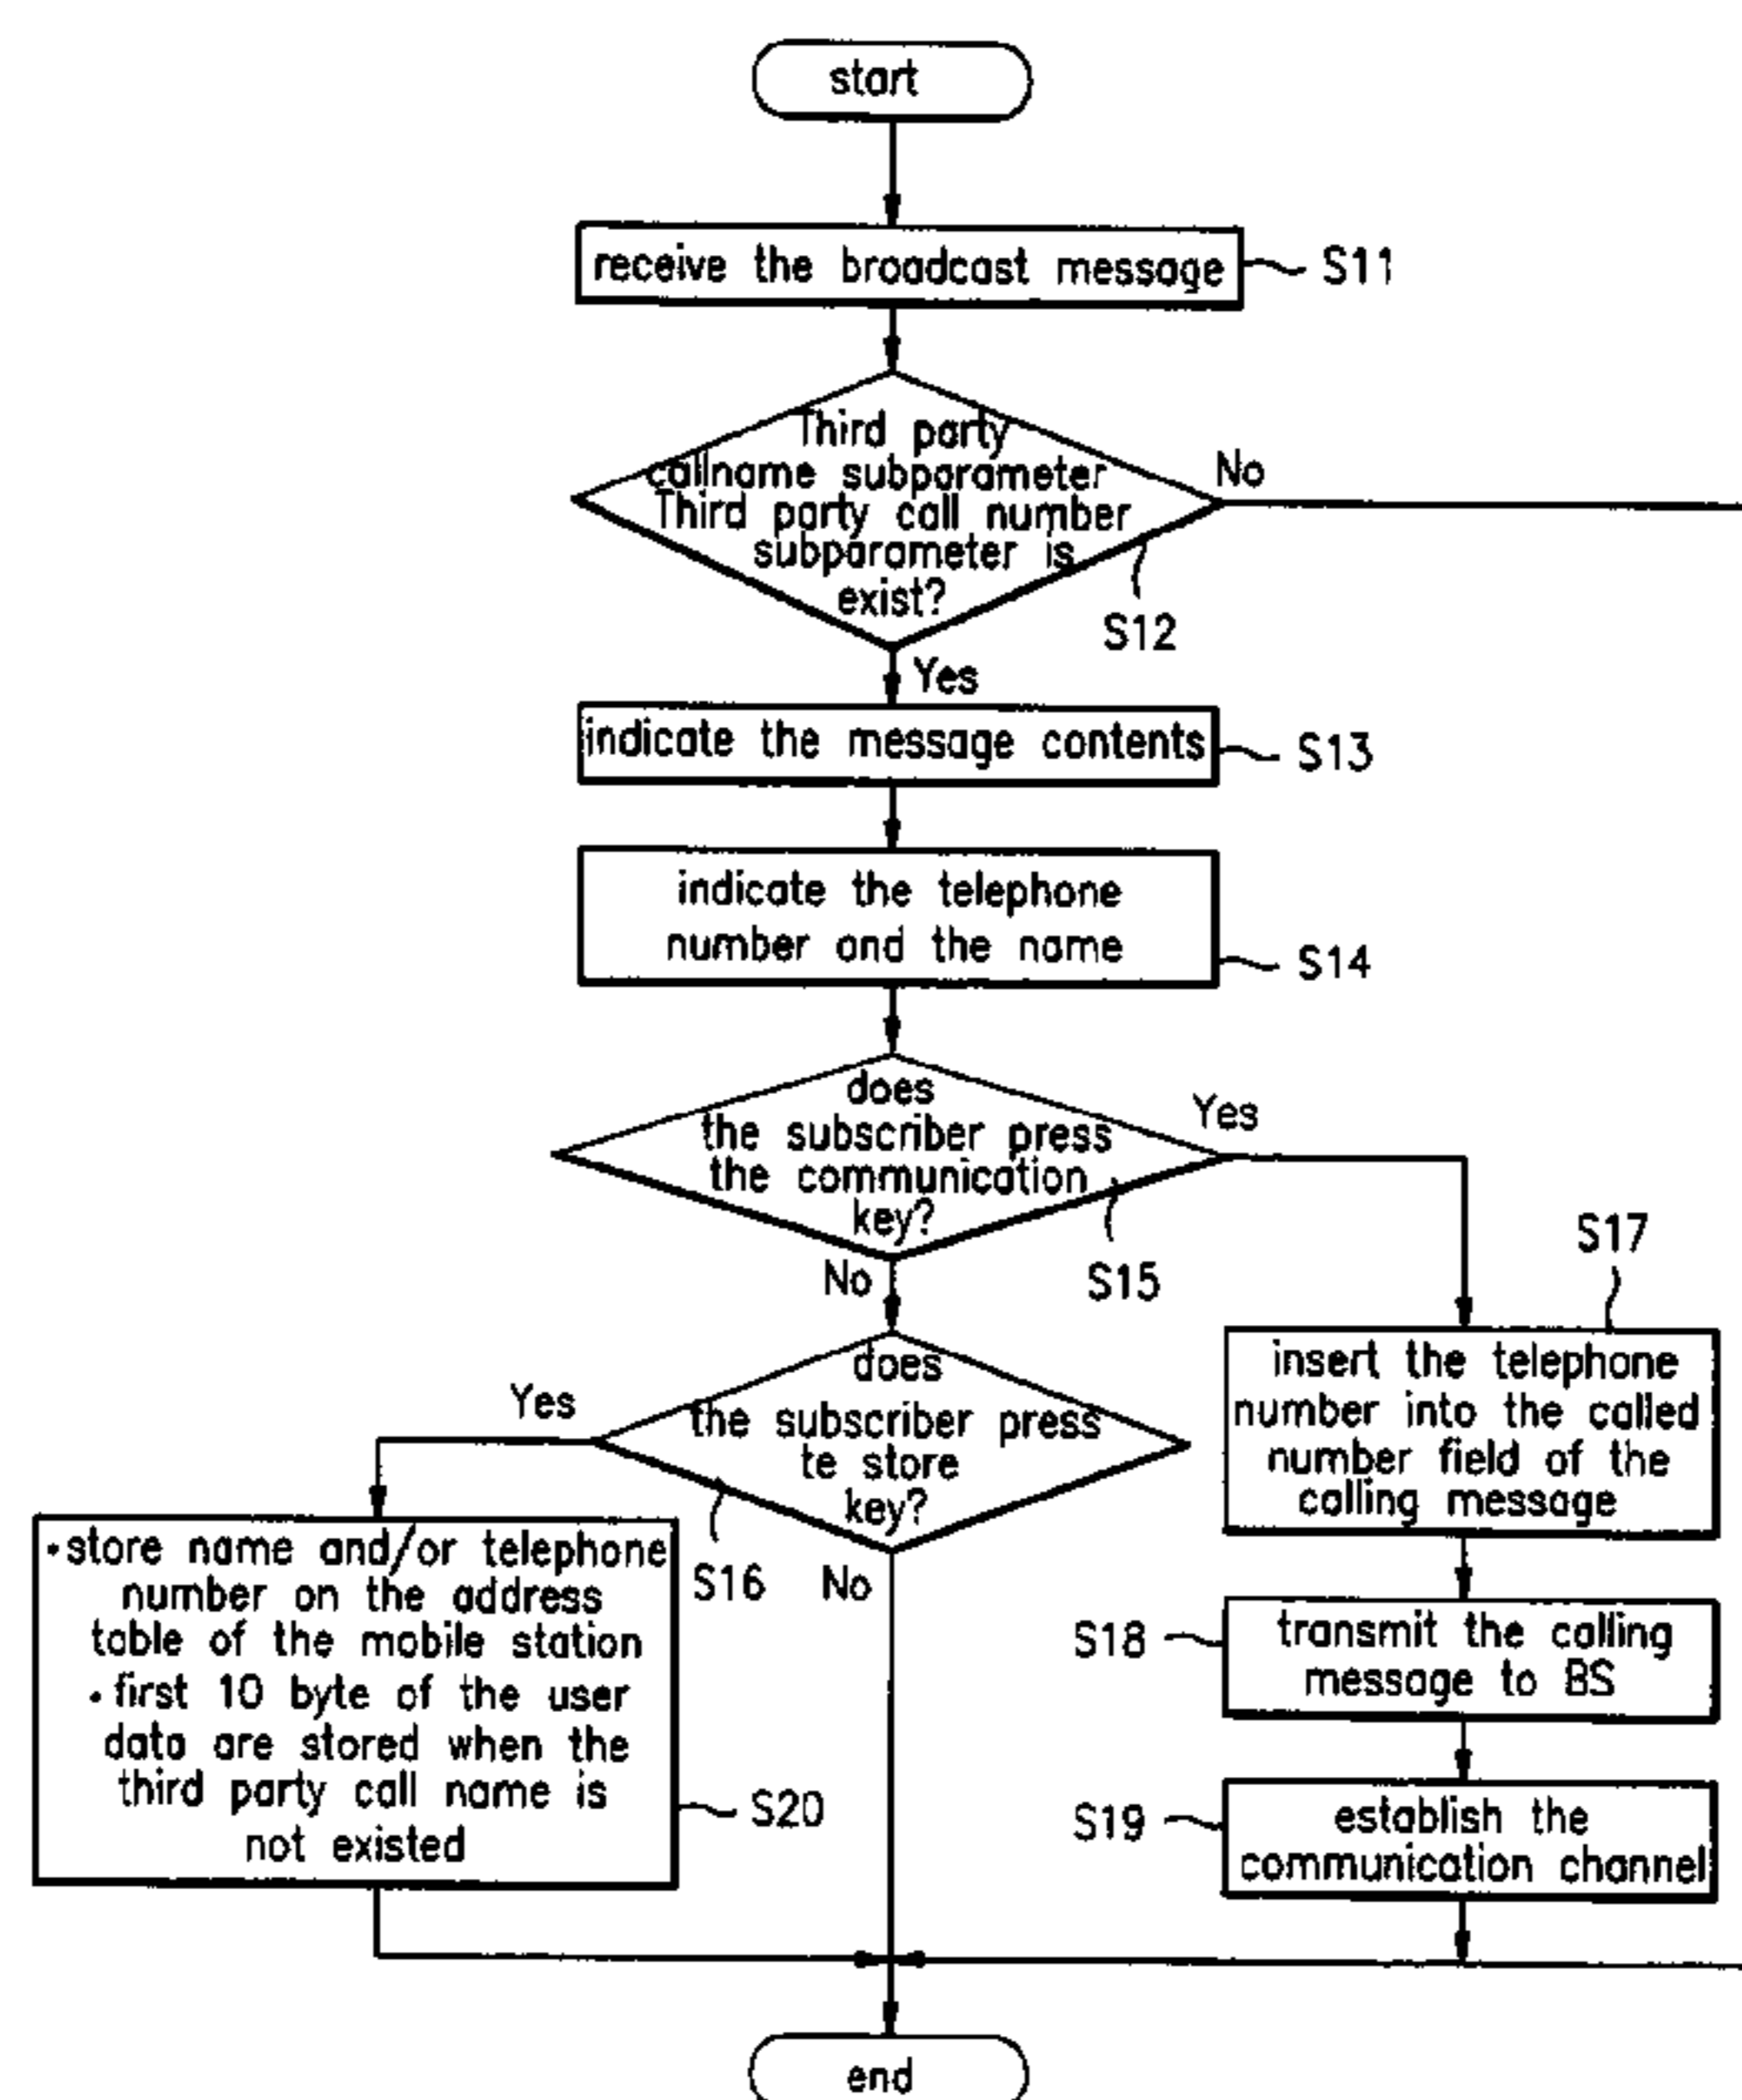 start
receive the broadcast message
S11
Third party
callname subparameter
Third party call number
subparameter is
exist?
No
S12
Yes
indicate the message contents
S13
indicate the telephone
number and the name
S14
does
the subscriber press
the communication
key?
Yes
S15
No
S17
does
the subscriber press
te store
key?
Yes
S16
No
insert the telephone
number into the called
number field of the
calling message
•store name and/or telephone
number on the address
table of the mobile station
•first 10 byte of the user
data are stored when the
third party call name is
not existed
S20
S18
transmit the calling
message to BS
S19
establish the
communication channel
end